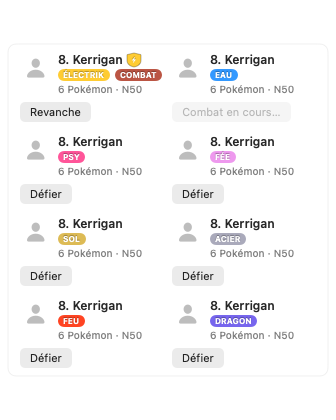 8. Kerrigan
ÉLECTRIK COMBAT
6 Pokémon · N50
Revanche
8. Kerrigan
EAU
6 Pokémon · N50
Combat en cours...
8. Kerrigan
PSY
6 Pokémon · N50
Défier
8. Kerrigan
FÉE
6 Pokémon · N50
Défier
8. Kerrigan
SOL
6 Pokémon · N50
Défier
8. Kerrigan
ACIER
6 Pokémon · N50
Défier
8. Kerrigan
FEU
6 Pokémon · N50
Défier
8. Kerrigan
DRAGON
6 Pokémon · N50
Défier